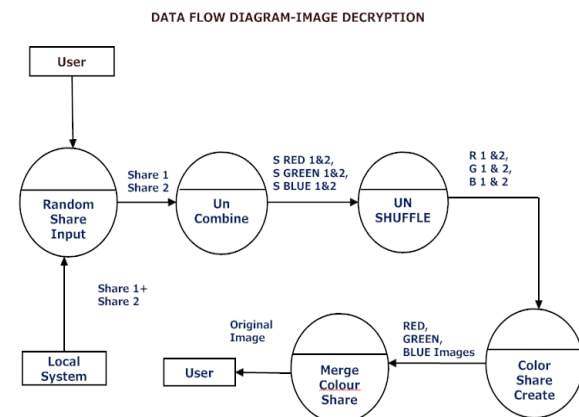 DATA FLOW DIAGRAM-IMAGE DECRYPTION
User
Share 1
Share 2
S RED 1&2,
S GREEN 1&2,
S BLUE 1&2
R 1 &2,
G 1 & 2,
B 1 & 2
Random
Share
Input
Un
Combine
UN
SHUFFLE
Share 1+
Share 2
Local
System
Original
Image
User
Merge
Colour
Share
RED,
GREEN,
BLUE Images
Color
Share
Create